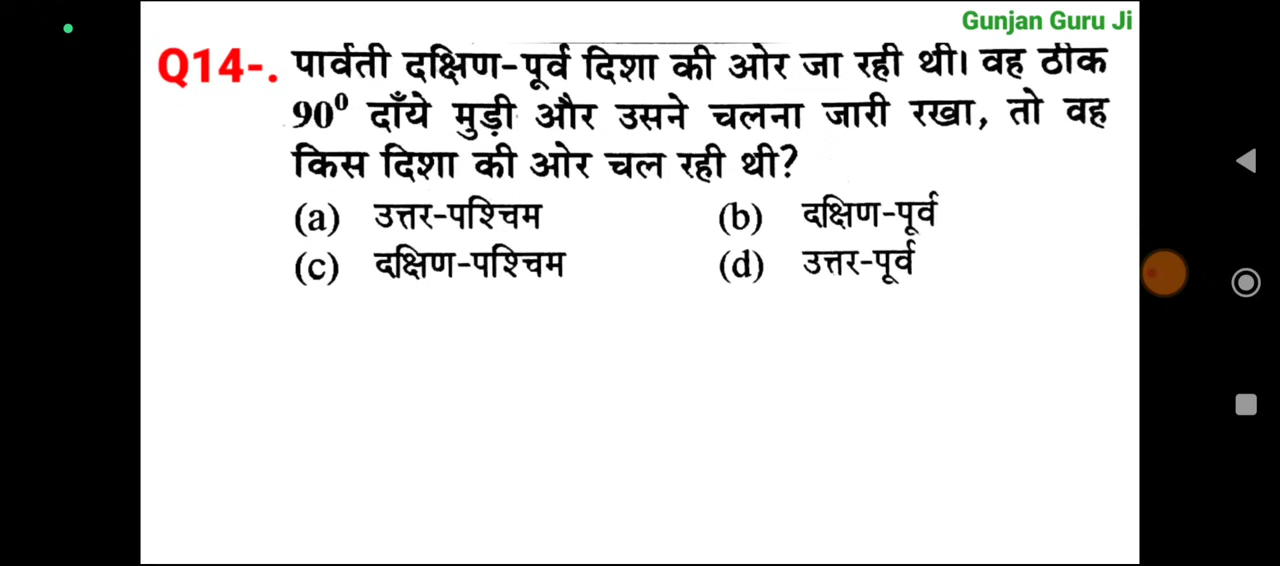 Gunjan Guru Ji
Q14-. पार्वती दक्षिण-पूर्व दिशा की ओर जा रही थी। वह ठीक
90⁰ दाँये मुड़ी और उसने चलना जारी रखा, तो वह
किस दिशा की ओर चल रही थी?
(a) उत्तर-पश्चिम (b) दक्षिण-पूर्व
(c) दक्षिण-पश्चिम (d) उत्तर-पूर्व